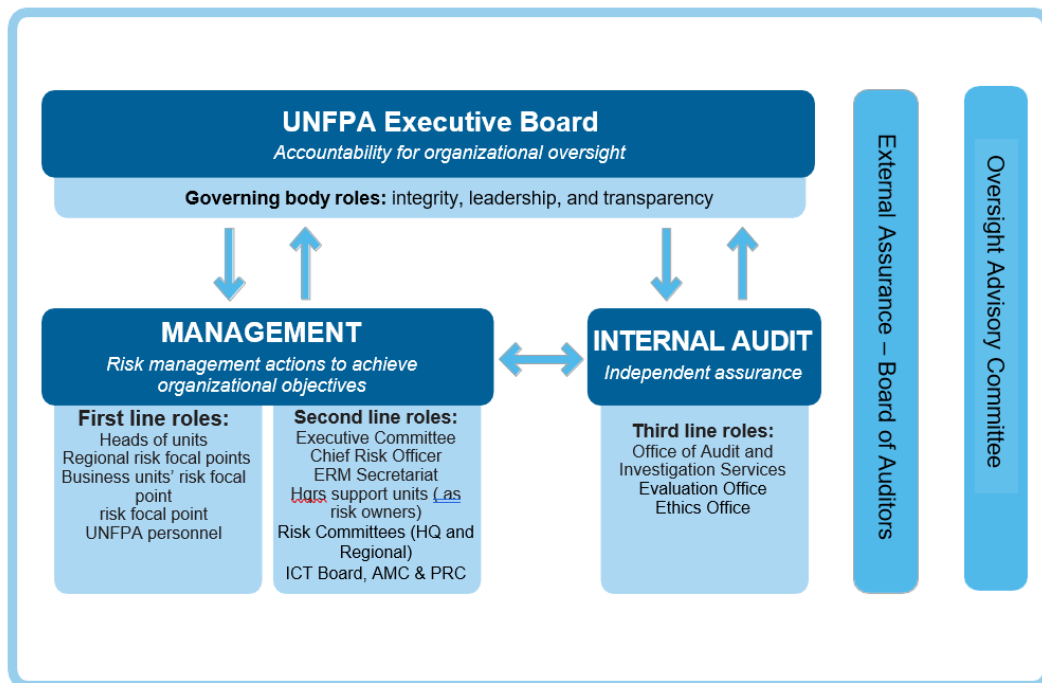 UNFPA Executive Board
Accountability for organizational oversight
Governing body roles: integrity, leadership, and transparency
MANAGEMENT
Risk management actions to achieve
organizational objectives
First line roles:
Heads of units
Regional risk focal points
Business units' risk focal
point
risk focal point
UNFPA personnel
Second line roles:
Executive Committee
Chief Risk Officer
ERM Secretariat
Hqrs support units ( as
risk owners)
Risk Committees (HQ and
Regional)
ICT Board, AMC & PRC
INTERNAL AUDIT
Independent assurance
Third line roles:
Office of Audit and
Investigation Services
Evaluation Office
Ethics Office
External Assurance – Board of Auditors
Oversight Advisory Committee